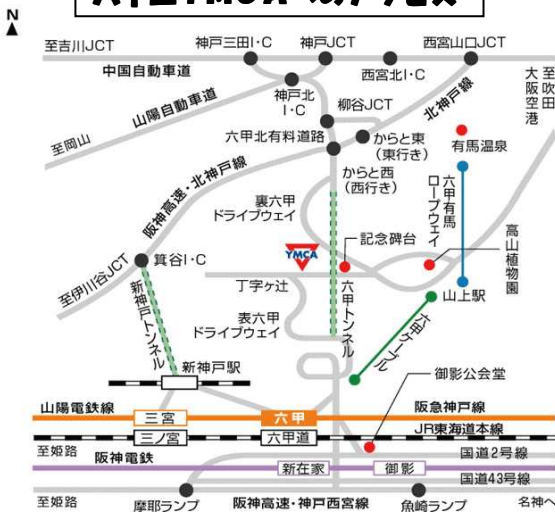 六甲山YMCAへのアクセス
N
至吉川JCT
神戸三田I・C
神戸JCT
西宮山口JCT
中国自動車道
西宮北I・C
至吹田
大阪空港
神戸北
I・C
山陽自動車道
柳谷JCT
北神戸線
至岡山
六甲北有料道路
からと東
(東行き)
有馬温泉
からと西
(西行き)
阪神高速・北神戸線
六甲有馬
ロープウェイ
裏六甲
ドライブウェイ
記念碑台
高山植物園
YMCA
箕谷I・C
至伊川谷JCT
丁字ヶ辻
六甲トンネル
山上駅
新神戸トンネル
表六甲
ドライブウェイ
六甲ケーブル
新神戸駅
御影公会堂
山陽電鉄線
三宮
六甲
阪急神戸線
三ノ宮
六甲道
JR東海道本線
至姫路
国道2号線
阪神電鉄
新在家
御影
国道43号線
至姫路
摩耶ランプ
阪神高速・神戸西宮線
魚崎ランプ
名神へ